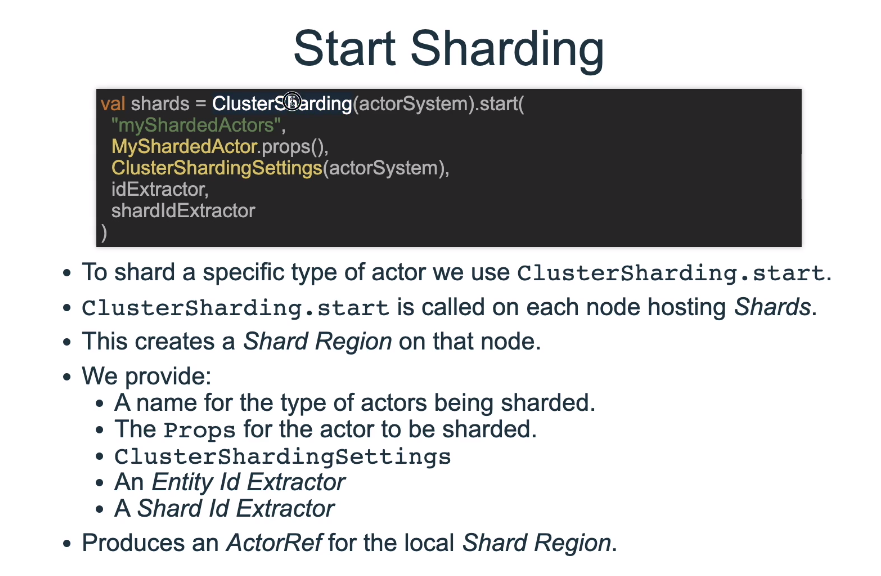 Start Sharding
val shards = ClusterSharding(actorSystem).start(
"myShardedActors",
MyShardedActor.props(),
ClusterShardingSettings(actorSystem),
idExtractor,
shardIdExtractor
)
• To shard a specific type of actor we use ClusterSharding.start.
• ClusterSharding.start is called on each node hosting Shards.
• This creates a Shard Region on that node.
• We provide:
• A name for the type of actors being sharded.
• The Props for the actor to be sharded.
• ClusterShardingSettings
• An Entity Id Extractor
• A Shard Id Extractor
• Produces an ActorRef for the local Shard Region.